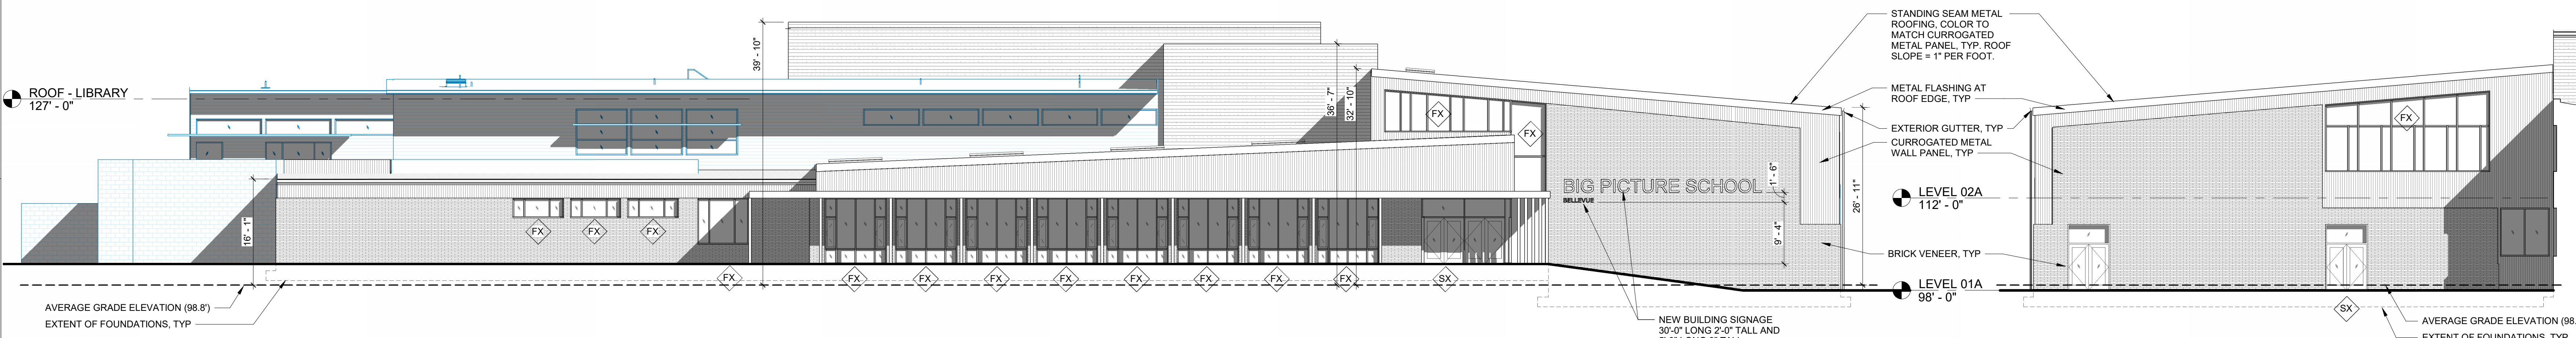 ROOF - LIBRARY
127' - 0"
39' - 10"
36' - 7"
32' - 10"
16' - 1"
FX
FX
FX
FX
FX
FX
FX
FX
FX
FX
FX
FX
FX
FX
SX
BIG PICTURE SCHOOL
BELLEVUE
1' - 6"
9' - 4"
26' - 11"
AVERAGE GRADE ELEVATION (98.8')
EXTENT OF FOUNDATIONS, TYP
NEW BUILDING SIGNAGE
30'-0" LONG 2'-0" TALL AND
STANDING SEAM METAL
ROOFING, COLOR TO
MATCH CURROGATED
METAL PANEL, TYP. ROOF
SLOPE = 1" PER FOOT.
METAL FLASHING AT
ROOF EDGE, TYP
EXTERIOR GUTTER, TYP
CURROGATED METAL
WALL PANEL, TYP
LEVEL 02A
112' - 0"
BRICK VENEER, TYP
LEVEL 01A
98' - 0"
FX
SX
AVERAGE GRADE ELEVATION (98.
EXTENT OF FOUNDATIONS, TYP